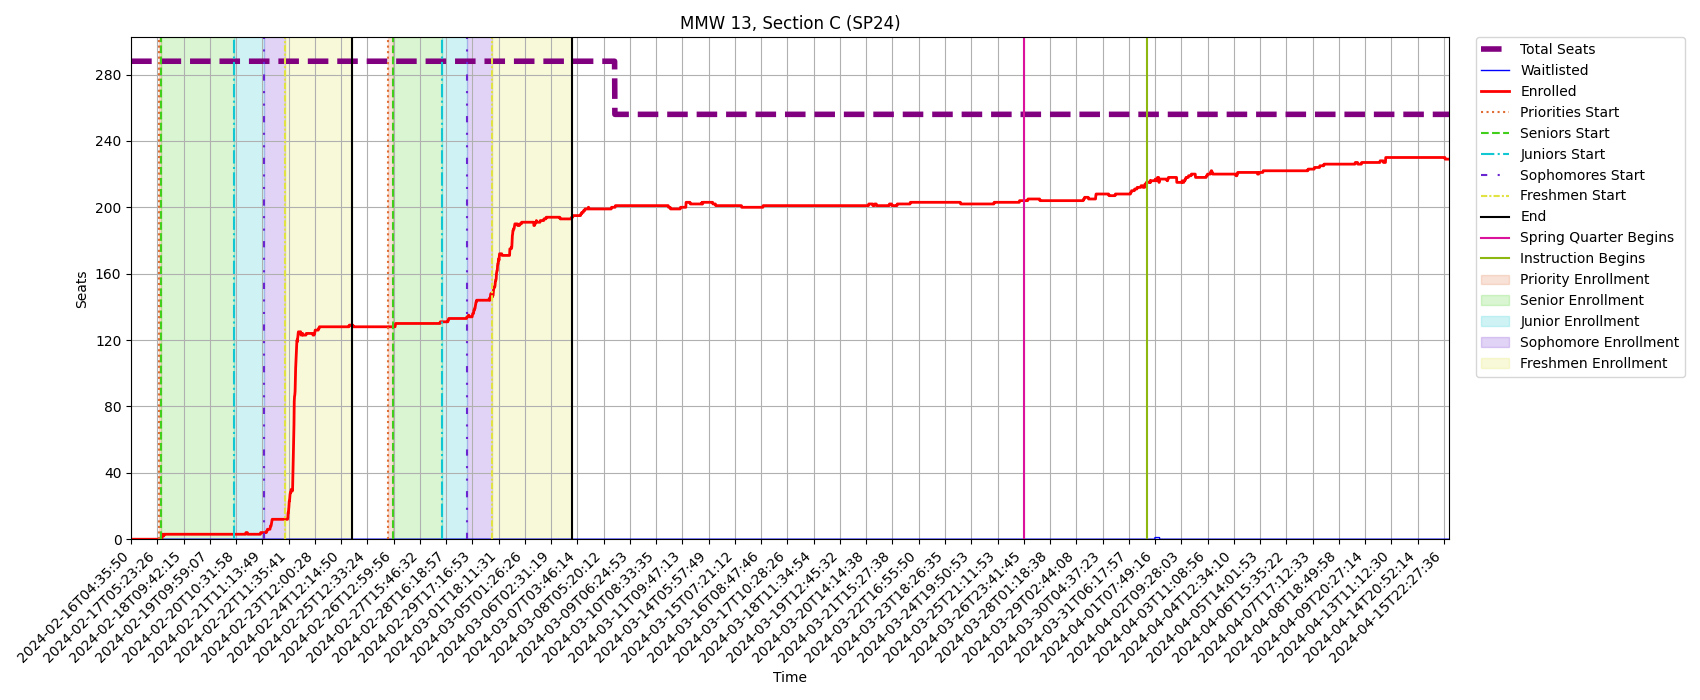 MMW 13, Section C (SP24)
Seats
280
240
200
160
120
80
40
0
2024-02-16T04:35:50
2024-02-17T05:23:26
2024-02-18T09:42:15
2024-02-19T09:59:07
2024-02-20T10:31:58
2024-02-21T11:13:49
2024-02-22T11:35:41
2024-02-23T12:00:28
2024-02-24T12:14:50
2024-02-25T12:33:24
2024-02-26T12:59:56
2024-02-27T15:46:32
2024-02-28T16:18:57
2024-02-29T17:16:53
2024-03-01T18:11:31
2024-03-05T01:26:26
2024-03-06T02:31:19
2024-03-07T03:46:14
2024-03-08T05:20:12
2024-03-09T06:24:53
2024-03-10T08:33:35
2024-03-11T09:47:13
2024-03-14T05:57:49
2024-03-15T07:21:12
2024-03-16T08:47:46
2024-03-17T10:28:26
2024-03-18T11:34:54
2024-03-19T12:45:32
2024-03-20T14:14:38
2024-03-21T15:27:38
2024-03-22T16:55:50
2024-03-23T18:26:35
2024-03-24T19:50:53
2024-03-25T21:11:53
2024-03-26T23:41:45
2024-03-28T01:18:38
2024-03-29T02:44:08
2024-03-30T04:37:23
2024-03-31T06:17:57
2024-04-01T07:49:16
2024-04-02T09:28:03
2024-04-03T11:08:56
2024-04-04T12:34:10
2024-04-05T14:01:53
2024-04-06T15:35:22
2024-04-07T17:12:33
2024-04-08T18:49:58
2024-04-09T20:27:14
2024-04-13T11:12:30
2024-04-14T20:52:14
2024-04-15T22:27:36
Time
Total Seats
Waitlisted
Enrolled
Priorities Start
Seniors Start
Juniors Start
Sophomores Start
Freshmen Start
End
Spring Quarter Begins
Instruction Begins
Priority Enrollment
Senior Enrollment
Junior Enrollment
Sophomore Enrollment
Freshmen Enrollment